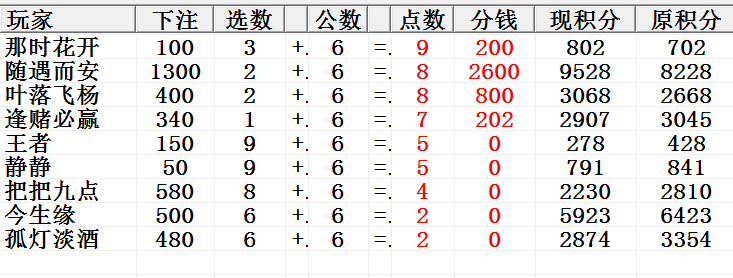 玩家 下注 选数 公数 点数 分钱 现积分 原积分
那时花开 100 3 +. 6 =. 9 200 802 702
随遇而安 1300 2 +. 6 =. 8 2600 9528 8228
叶落飞杨 400 2 +. 6 =. 8 800 3068 2668
逢赌必赢 340 1 +. 6 =. 7 202 2907 3045
王者 150 9 +. 6 =. 5 0 278 428
静静 50 9 +. 6 =. 5 0 791 841
把把九点 580 8 +. 6 =. 4 0 2230 2810
今生缘 500 6 +. 6 =. 2 0 5923 6423
孤灯淡酒 480 6 +. 6 =. 2 0 2874 3354